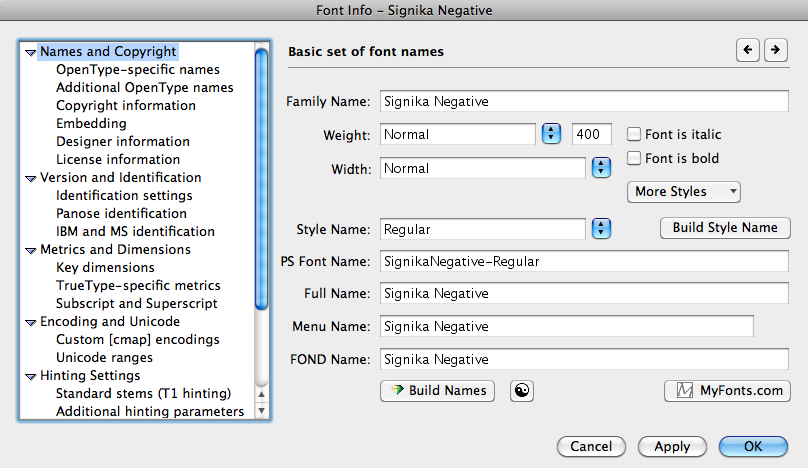 Font Info – Signika Negative
Names and Copyright
OpenType-specific names
Additional OpenType names
Copyright information
Embedding
Designer information
License information
Version and Identification
Identification settings
Panose identification
IBM and MS identification
Metrics and Dimensions
Key dimensions
TrueType-specific metrics
Subscript and Superscript
Encoding and Unicode
Custom [cmap] encodings
Unicode ranges
Hinting Settings
Standard stems (T1 hinting)
Additional hinting parameters
Basic set of font names
Family Name: Signika Negative
Weight: Normal 400 Font is italic
Font is bold
Width: Normal
More Styles
Style Name: Regular Build Style Name
PS Font Name: SignikaNegative-Regular
Full Name: Signika Negative
Menu Name: Signika Negative
FOND Name: Signika Negative
Build Names MyFonts.com
Cancel Apply OK